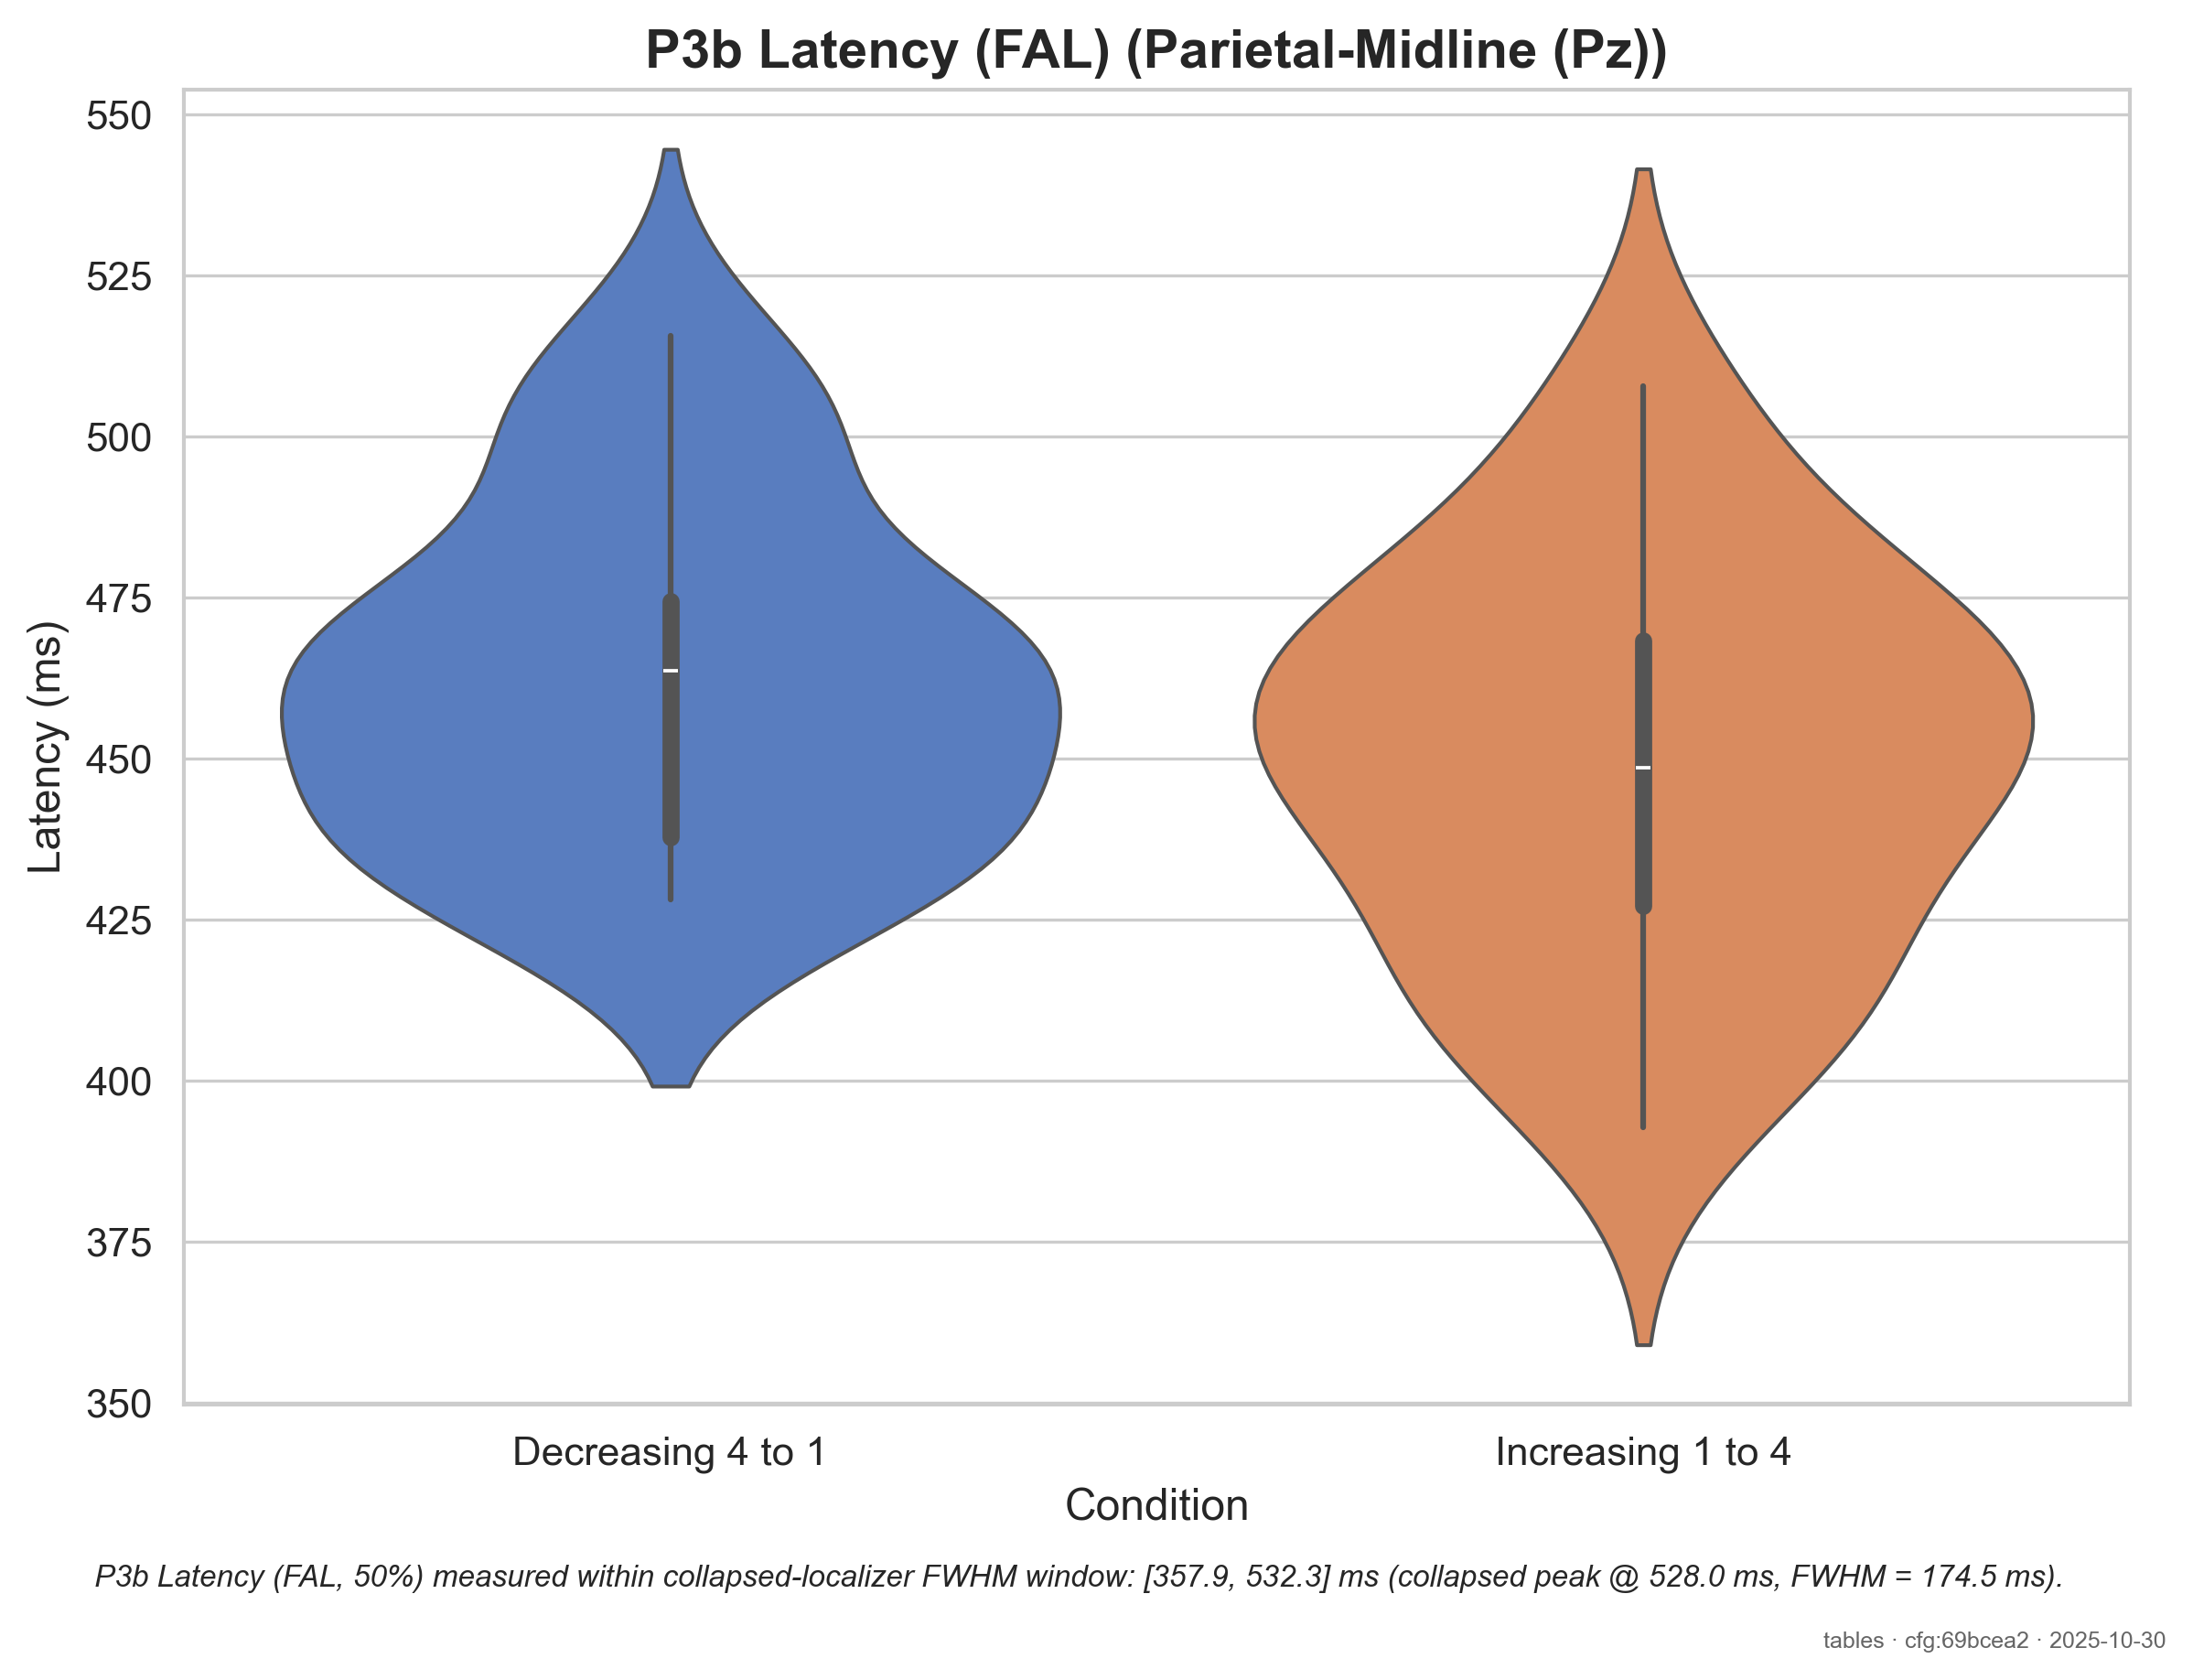 P3b Latency (FAL) (Parietal-Midline (Pz))
550
525
500
475
450
425
400
375
350
Latency (ms)
Decreasing 4 to 1
Increasing 1 to 4
Condition
P3b Latency (FAL, 50%) measured within collapsed-localizer FWHM window: [357.9, 532.3] ms (collapsed peak @ 528.0 ms, FWHM = 174.5 ms).
tables · cfg:69bcea2 · 2025-10-30